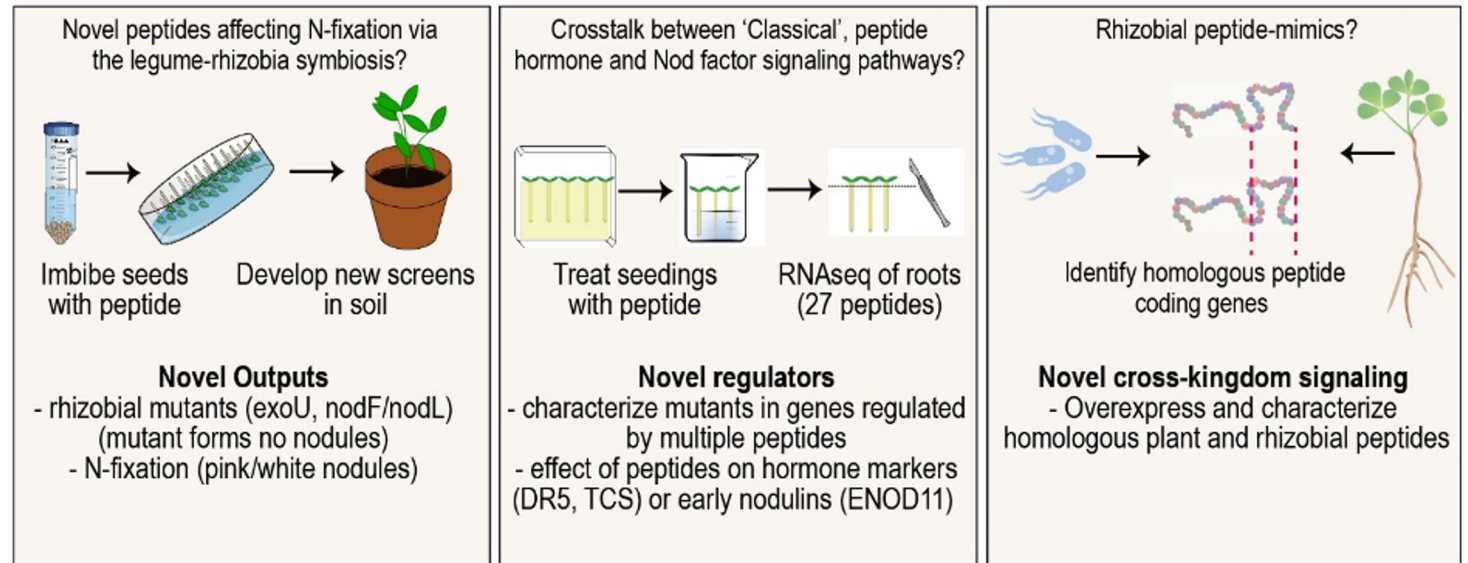 Novel peptides affecting N-fixation via
the legume-rhizobia symbiosis?
Imbibe seeds
with peptide
Develop new screens
in soil
Novel Outputs
- rhizobial mutants (exoU, nodF/nodL)
(mutant forms no nodules)
- N-fixation (pink/white nodules)
Crosstalk between ‘Classical’, peptide
hormone and Nod factor signaling pathways?
Treat seedings
with peptide
RNAseq of roots
(27 peptides)
Novel regulators
- characterize mutants in genes regulated
by multiple peptides
- effect of peptides on hormone markers
(DR5, TCS) or early nodulins (ENOD11)
Rhizobial peptide-mimics?
Identify homologous peptide
coding genes
Novel cross-kingdom signaling
- Overexpress and characterize
homologous plant and rhizobial peptides